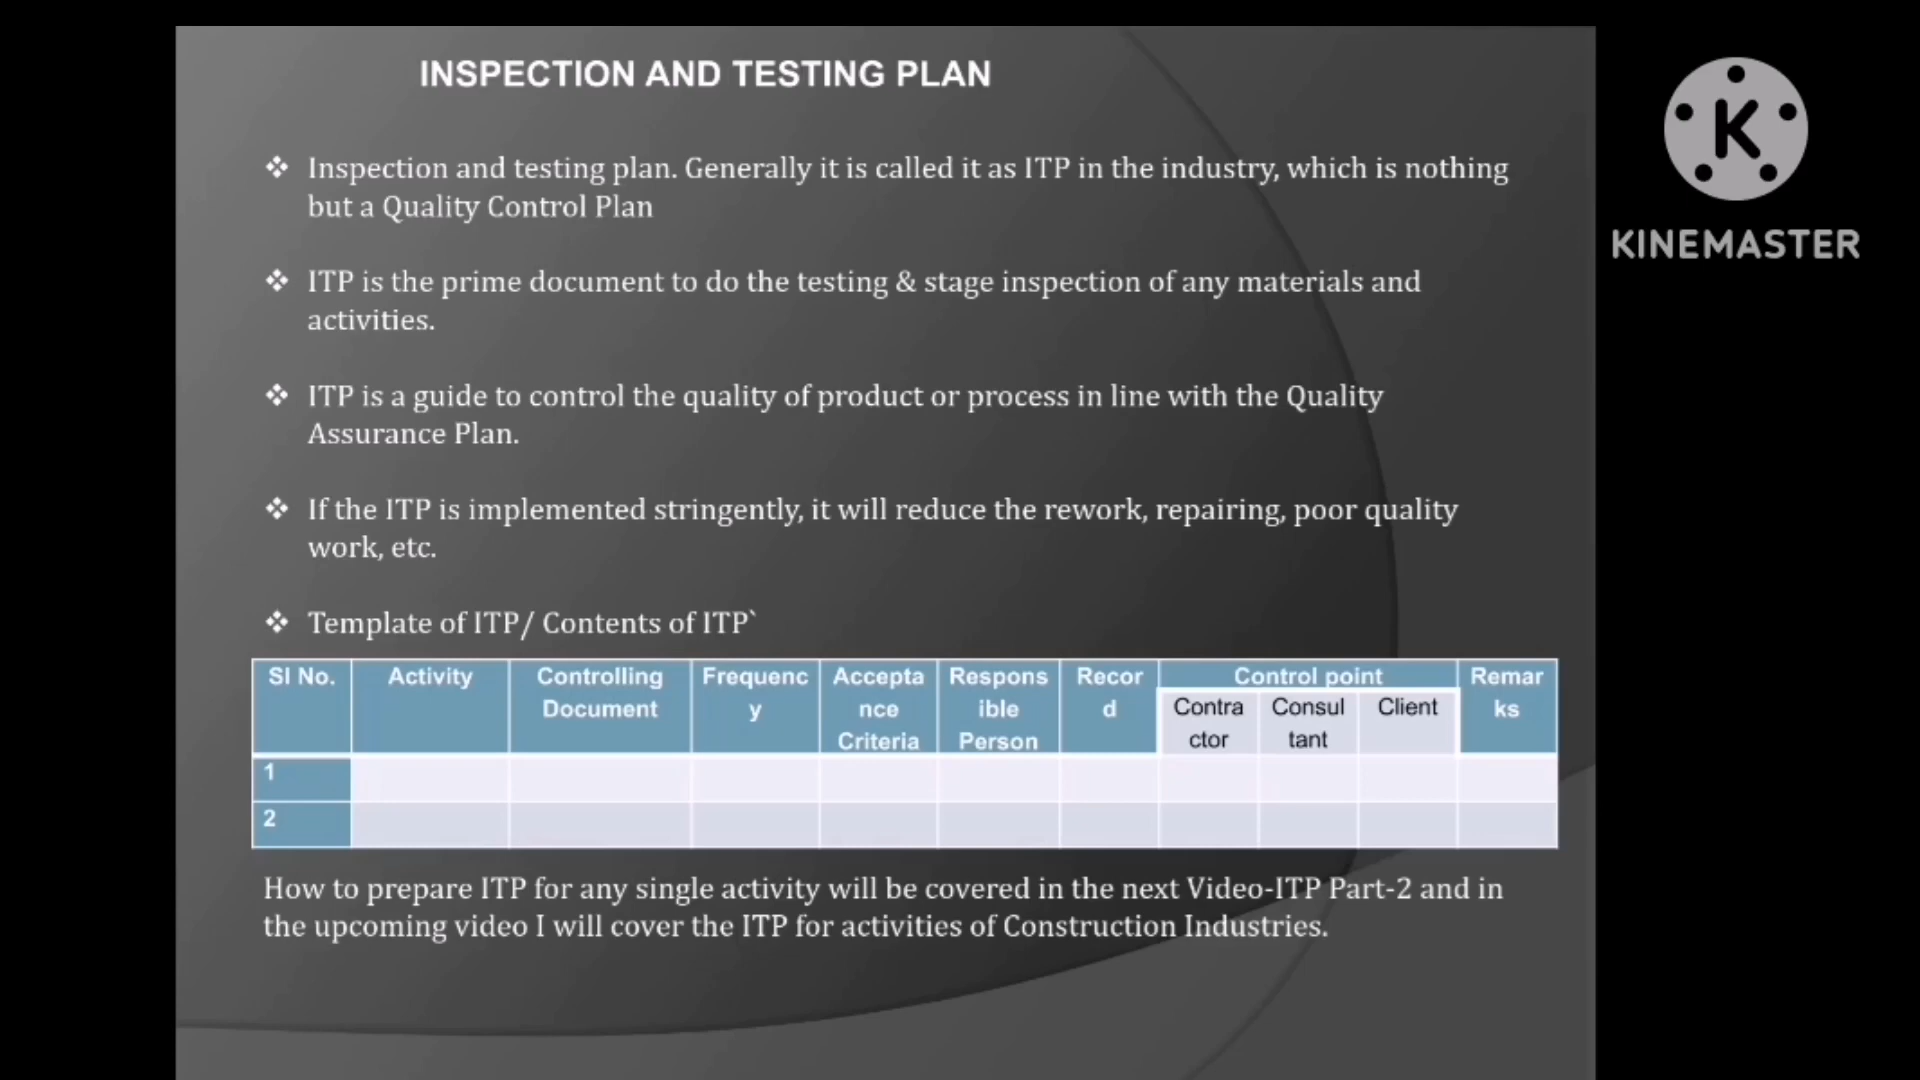 INSPECTION AND TESTING PLAN
K
KINEMASTER
❖ Inspection and testing plan. Generally it is called it as ITP in the industry, which is nothing
but a Quality Control Plan
❖ ITP is the prime document to do the testing & stage inspection of any materials and
activities.
❖ ITP is a guide to control the quality of product or process in line with the Quality
Assurance Plan.
❖ If the ITP is implemented stringently, it will reduce the rework, repairing, poor quality
work, etc.
❖ Template of ITP/ Contents of ITP`
Sl No. Activity Controlling Frequenc Accepta Respons Recor Control point Remar
Document y nce ible d Contra Consul Client ks
Criteria Person ctor tant
1
2
How to prepare ITP for any single activity will be covered in the next Video-ITP Part-2 and in
the upcoming video I will cover the ITP for activities of Construction Industries.